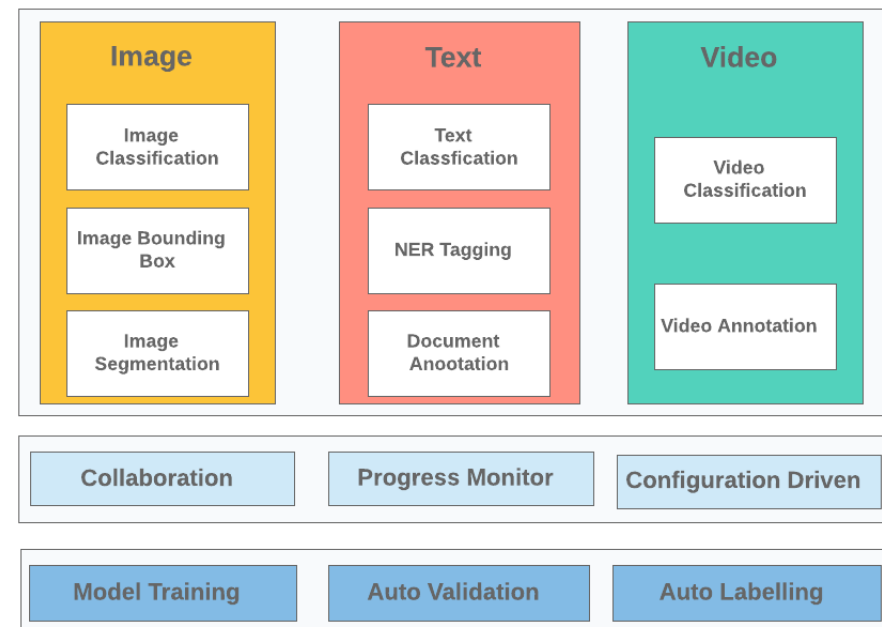 Image
Image
Classification
Image Bounding
Box
Image
Segmentation
Text
Text
Classfication
NER Tagging
Document
Anootation
Video
Video
Classification
Video Annotation
Collaboration
Progress Monitor
Configuration Driven
Model Training
Auto Validation
Auto Labelling